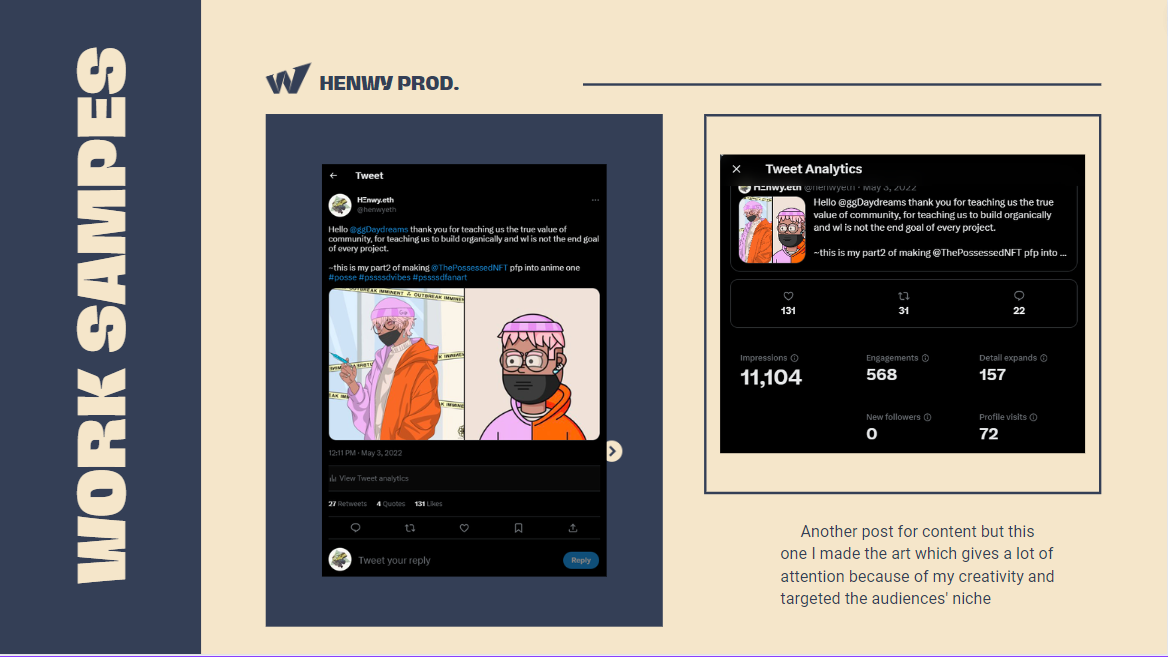 WORK SAMPES
HENWY PROD.
Tweet
HΞnwy.eth
@henwyeth
Hello @ggDaydreams thank you for teaching us the true value of
community, for teaching us to build organically and wl is not the end goal
of every project.
~this is my part2 of making @ThePossessedNFT pfp into anime one
#posse #pssssdvibes #pssssdfanart
OUTBREAK IMMINENT ⚠ OUTBREAK IMMINEN
12:11 PM · May 3, 2022
View Tweet analytics
27 Retweets 4 Quotes 131 Likes
Tweet your reply
Reply
Tweet Analytics
HΞnwy.eth @henwyeth · May 3, 2022
Hello @ggDaydreams thank you for teaching us the true
value of community, for teaching us to build organically
and wl is not the end goal of every project.
~this is my part2 of making @ThePossessedNFT pfp into ...
131 31 22
Impressions Engagements Detail expands
11,104 568 157
New followers Profile visits
0 72
Another post for content but this
one I made the art which gives a lot of
attention because of my creativity and
targeted the audiences' niche